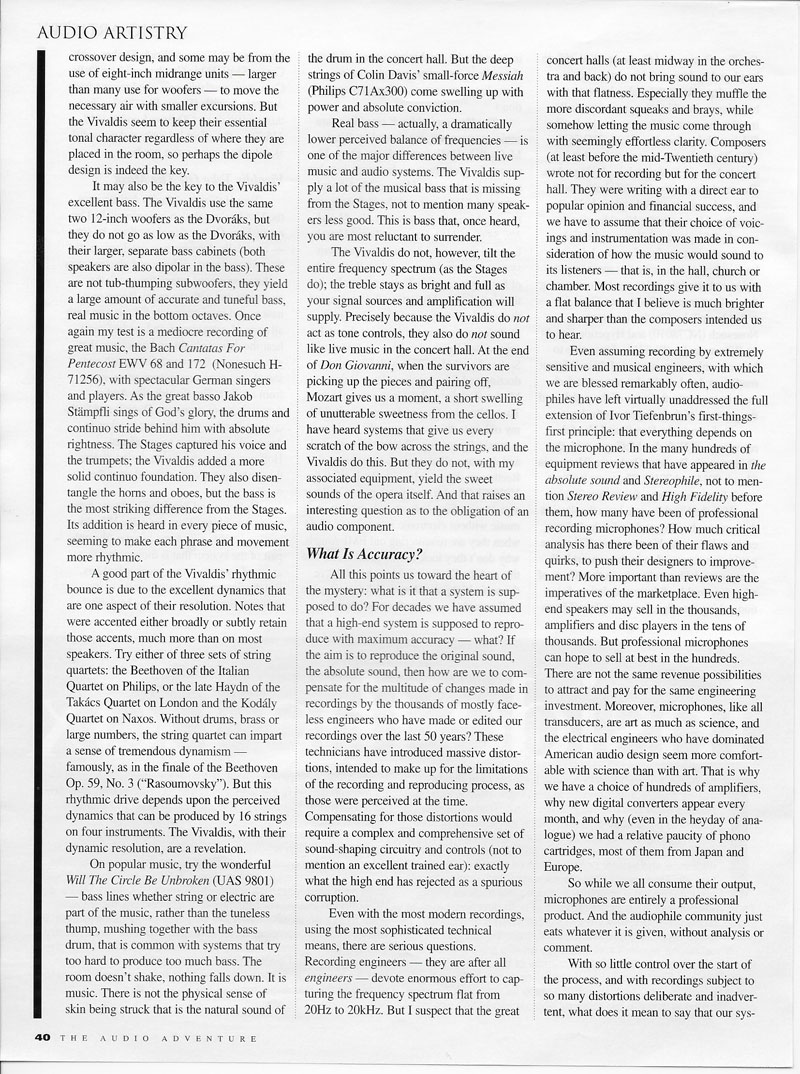 AUDIO ARTISTRY
crossover design, and some may be from the
use of eight-inch midrange units — larger
than many use for woofers — to move the
necessary air with smaller excursions. But
the Vivaldi seem to keep their essential
tonal character regardless of where they are
placed in the room, so perhaps the dipole
design is indeed the key.
It may also be the key to the Vivaldis'
excellent bass. The Vivaldis use the same
two 12-inch woofers as the Dvoráks, but
they do not go as low as the Dvoráks, with
their larger, separate bass cabinets (both
speakers are also dipolar in the bass). These
are not tub-thumping subwoofers, they yield
a large amount of accurate and tuneful bass,
real music in the bottom octaves. Once
again my test is a mediocre recording of
great music, the Bach Cantatas For
Pentecost EWV 68 and 172 (Nonesuch H-
71256), with spectacular German singers
and players. As the great basso Jakob
Stämpfli sings of God's glory, the drums and
continuo stride behind him with absolute
rightness. The Stages captured his voice and
the trumpets; the Vivaldis added a more
solid continuo foundation. They also disen-
tangle the horns and oboes, but the bass is
the most striking difference from the Stages.
Its addition is heard in every piece of music,
seeming to make each phrase and movement
more rhythmic.
A good part of the Vivaldis' rhythmic
bounce is due to the excellent dynamics that
are one aspect of their resolution. Notes that
were accented either broadly or subtly retain
those accents, much more than on most
speakers. Try either of three sets of string
quartets: the Beethoven of the Italian
Quartet on Philips, or the late Haydn of the
Takács Quartet on London and the Kodály
Quartet on Naxos. Without drums, brass or
large numbers, the string quartet can impart
a sense of tremendous dynamism —
famously, as in the finale of the Beethoven
Op. 59, No. 3 ("Rasoumovsky"). But this
rhythmic drive depends upon the perceived
dynamics that can be produced by 16 strings
on four instruments. The Vivaldis, with their
dynamic resolution, are a revelation.
On popular music, try the wonderful
Will The Circle Be Unbroken (UAS 9801)
— bass lines whether string or electric are
part of the music, rather than the tuneless
thump, mushing together with the bass
drum, that is common with systems that try
too hard to produce too much bass. The
room doesn't shake, nothing falls down. It is
music. There is not the physical sense of
skin being struck that is the natural sound of
the drum in the concert hall. But the deep
strings of Colin Davis' small-force Messiah
(Philips C71Ax300) come swelling up with
power and absolute conviction.
Real bass — actually, a dramatically
lower perceived balance of frequencies — is
one of the major differences between live
music and audio systems. The Vivaldis sup-
ply a lot of the musical bass that is missing
from the Stages, not to mention many speak-
ers less good. This is bass that, once heard,
you are most reluctant to surrender.
The Vivaldis do not, however, tilt the
entire frequency spectrum (as the Stages
do); the treble stays as bright and full as
your signal sources and amplification will
supply. Precisely because the Vivaldis do not
act as tone controls, they also do not sound
like live music in the concert hall. At the end
of Don Giovanni, when the survivors are
picking up the pieces and pairing off,
Mozart gives us a moment, a short swelling
of unutterable sweetness from the cellos. I
have heard systems that give us every
scratch of the bow across the strings, and the
Vivaldis do this. But they do not, with my
associated equipment, yield the sweet
sounds of the opera itself. And that raises an
interesting question as to the obligation of an
audio component.
What Is Accuracy?
All this points us toward the heart of
the mystery: what is it that a system is sup-
posed to do? For decades we have assumed
that a high-end system is supposed to repro-
duce with maximum accuracy — what? If
the aim is to reproduce the original sound,
the absolute sound, then how are we to com-
pensate for the multitude of changes made in
recordings by the thousands of mostly face-
less engineers who have made or edited our
recordings over the last 50 years? These
technicians have introduced massive distor-
tions, intended to make up for the limitations
of the recording and reproducing process, as
those were perceived at the time.
Compensating for those distortions would
require a complex and comprehensive set of
sound-shaping circuitry and controls (not to
mention an excellent trained ear): exactly
what the high end has rejected as a spurious
corruption.
Even with the most modern recordings,
using the most sophisticated technical
means, there are serious questions.
Recording engineers — they are after all
engineers — devote enormous effort to cap-
turing the frequency spectrum flat from
20Hz to 20kHz. But I suspect that the great
concert halls (at least midway in the orches-
tra and back) do not bring sound to our ears
with that flatness. Especially they muffle the
more discordant squeaks and brays, while
somehow letting the music come through
with seemingly effortless clarity. Composers
(at least before the mid-Twentieth century)
wrote not for recording but for the concert
hall. They were writing with a direct ear to
popular opinion and financial success, and
we have to assume that their choice of voic-
ings and instrumentation was made in con-
sideration of how the music would sound to
its listeners — that is, in the hall, church or
chamber. Most recordings give it to us with
a flat balance that I believe is much brighter
and sharper than the composers intended us
to hear.
Even assuming recording by extremely
sensitive and musical engineers, with which
we are blessed remarkably often, audio-
philes have left virtually unaddressed the full
extension of Ivor Tiefenbrun's first-things-
first principle: that everything depends on
the microphone. In the many hundreds of
equipment reviews that have appeared in the
absolute sound and Stereophile, not to men-
tion Stereo Review and High Fidelity before
them, how many have been of professional
recording microphones? How much critical
analysis has there been of their flaws and
quirks, to push their designers to improve-
ment? More important than reviews are the
imperatives of the marketplace. Even high-
end speakers may sell in the thousands,
amplifiers and disc players in the tens of
thousands. But professional microphones
can hope to sell at best in the hundreds.
There are not the same revenue possibilities
to attract and pay for the same engineering
investment. Moreover, microphones, like all
transducers, are art as much as science, and
the electrical engineers who have dominated
American audio design seem more comfort-
able with science than with art. That is why
we have a choice of hundreds of amplifiers,
why new digital converters appear every
month, and why (even in the heyday of ana-
logue) we had a relative paucity of phono
cartridges, most of them from Japan and
Europe.
So while we all consume their output,
microphones are entirely a professional
product. And the audiophile community just
eats whatever it is given, without analysis or
comment.
With so little control over the start of
the process, and with recordings subject to
so many distortions deliberate and inadver-
tent, what does it mean to say that our sys-
40 THE AUDIO ADVENTURE